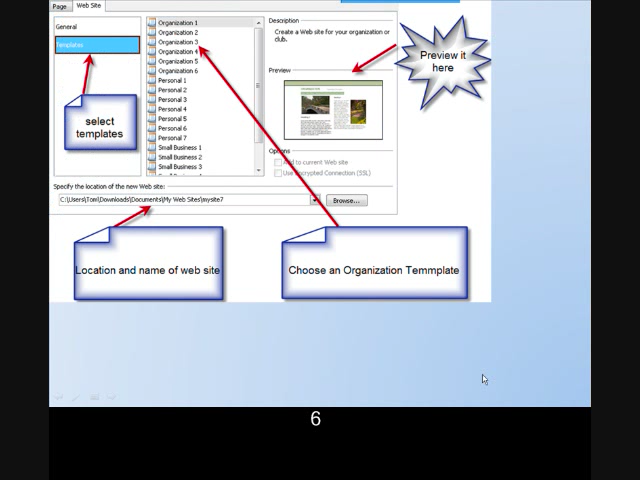 Page Web Site
General
Templates
Organization 1
Organization 2
Organization 3
Organization 4
Organization 5
Organization 6
Personal 1
Personal 2
Personal 3
Personal 4
Personal 5
Personal 6
Personal 7
Small Business 1
Small Business 2
Small Business 3
Description
Create a Web site for your organization or
club.
Preview
Preview it
here
select
templates
Options
Add to current Web site
Use Encrypted Connection (SSL)
Specify the location of the new Web site:
C:\Users\Tom\Downloads\Documents\My Web Sites\mysite7
Browse...
Location and name of web site
Choose an Organization Temmplate
6